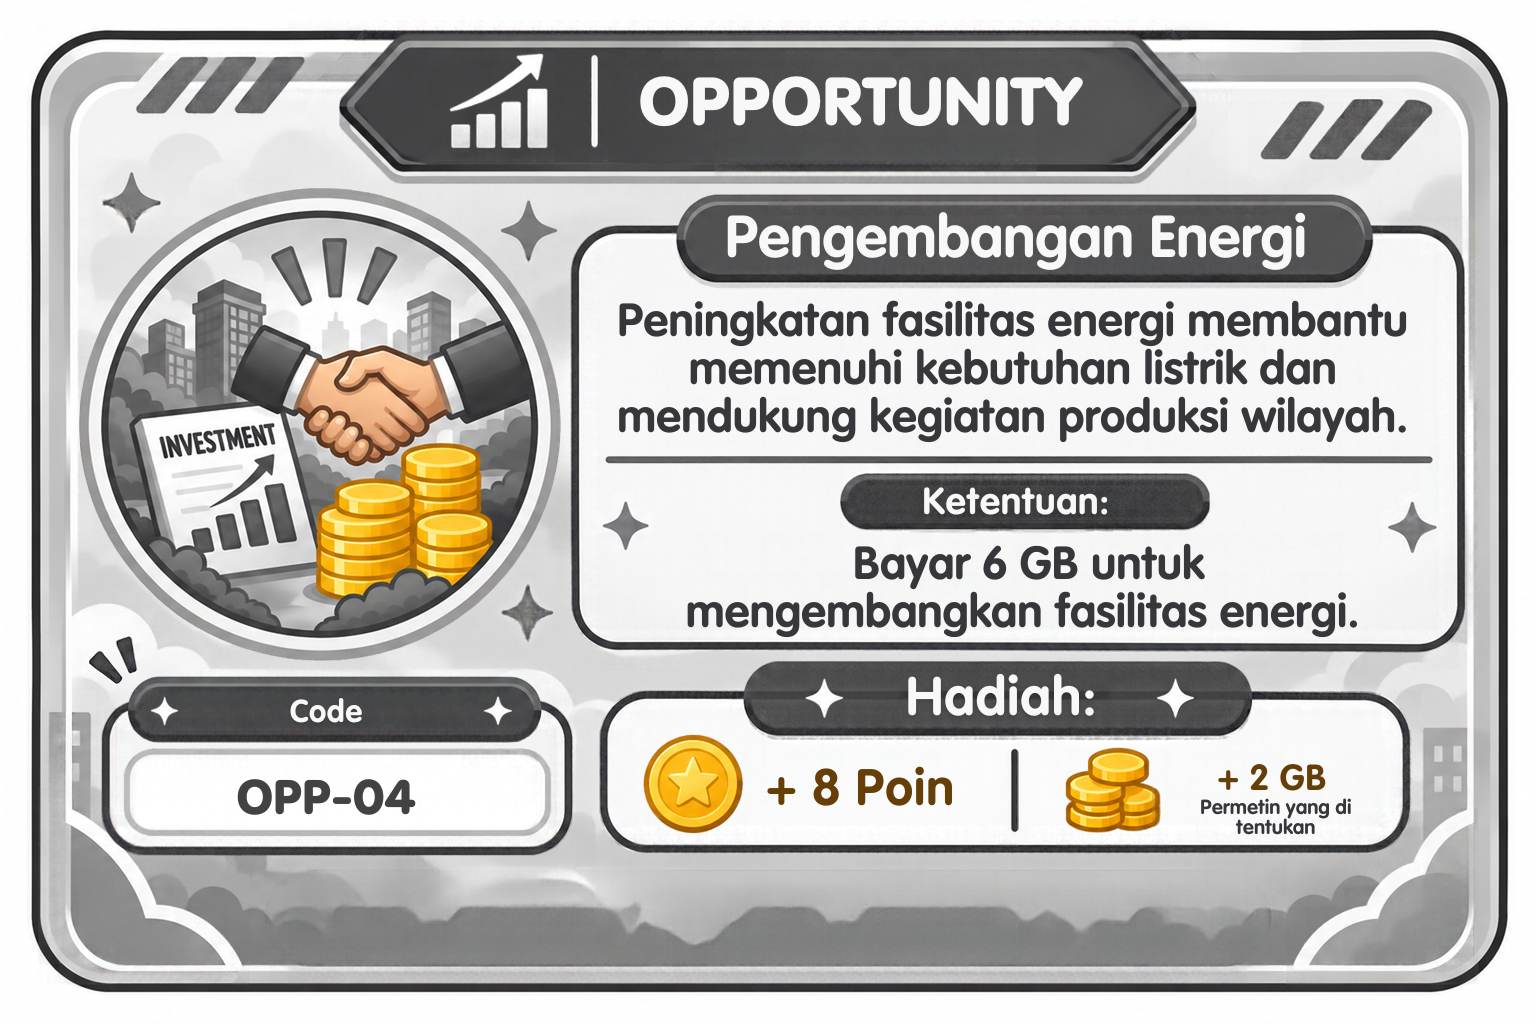 OPPORTUNITY
Pengembangan Energi
Peningkatan fasilitas energi membantu
memenuhi kebutuhan listrik dan
mendukung kegiatan produksi wilayah.
INVESTMENT
Ketentuan:
Bayar 6 GB untuk
mengembangkan fasilitas energi.
Code
OPP-04
Hadiah:
+ 8 Poin
+ 2 GB
Permetin yang di
tentukan